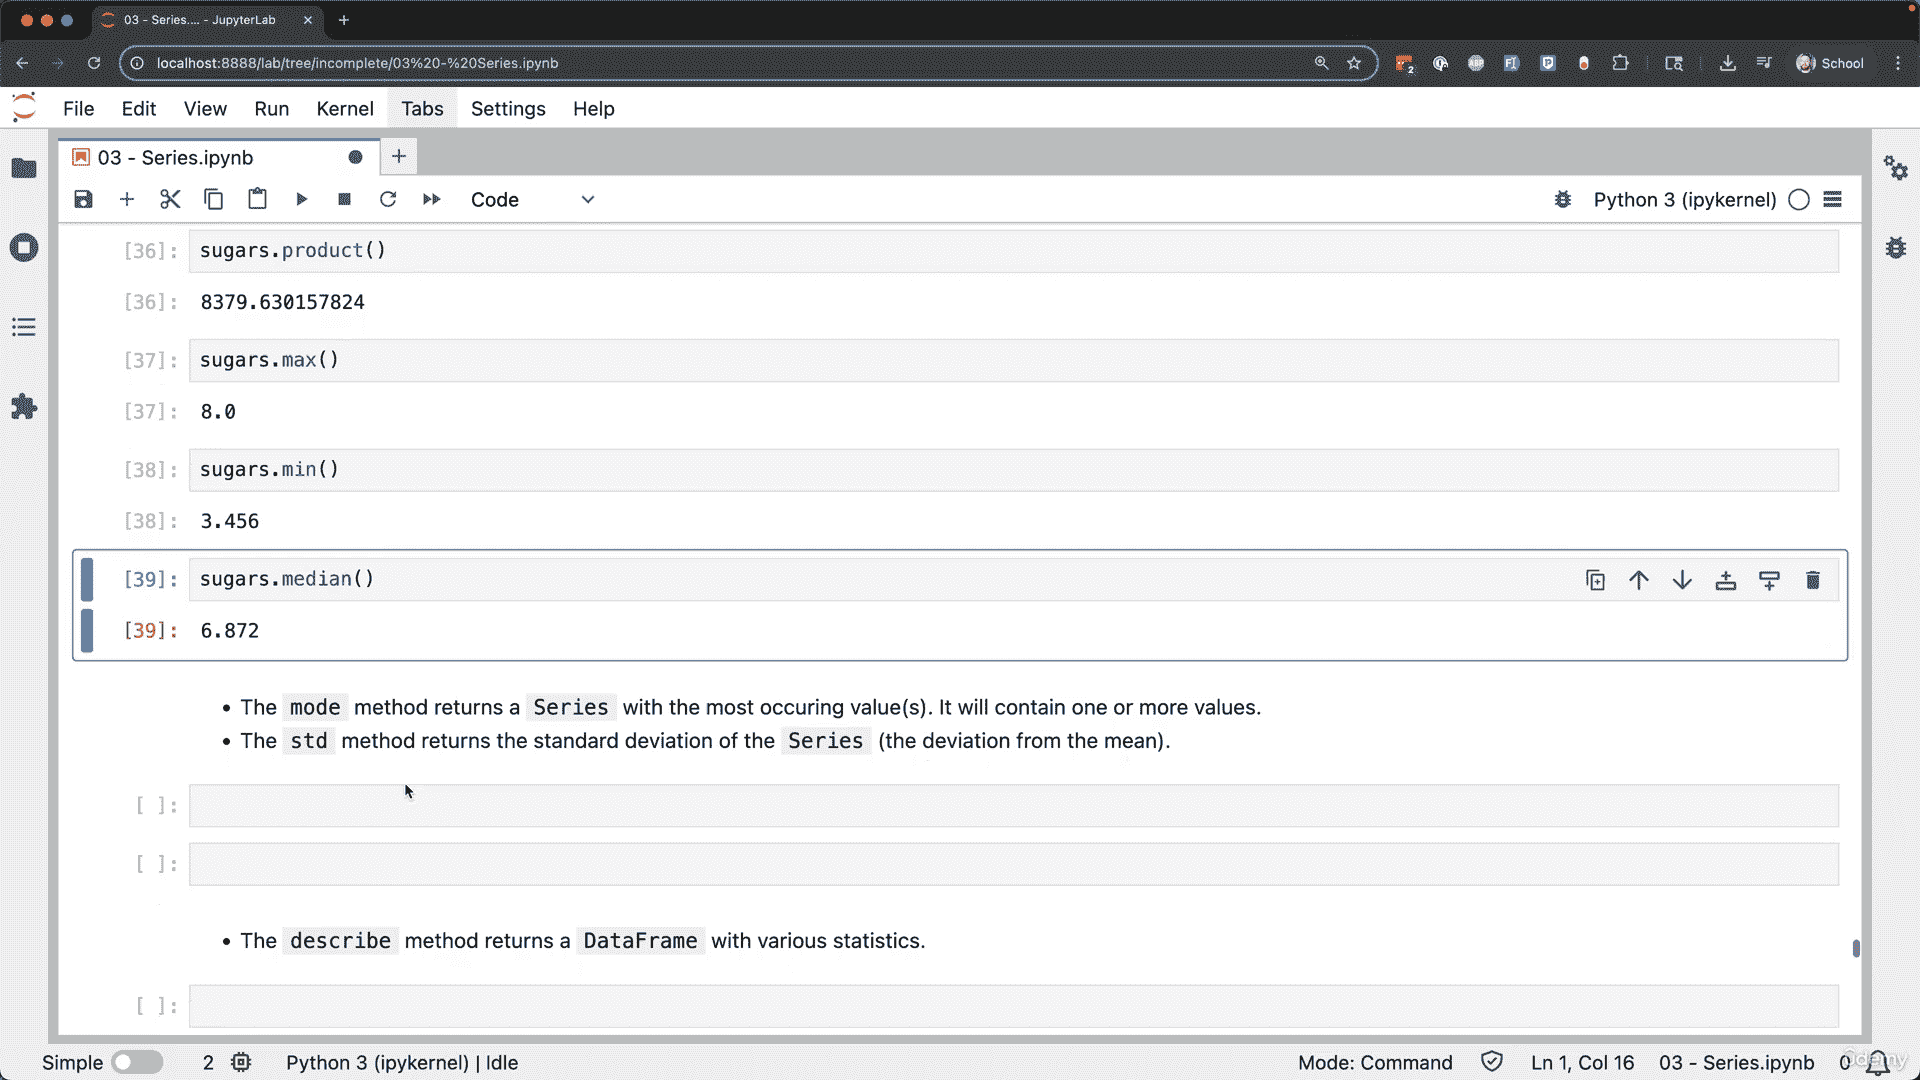 03 - Series.... - JupyterLab
localhost:8888/lab/tree/incomplete/03%20-%20Series.ipynb
2
ABP
School
File Edit View Run Kernel Tabs Settings Help
03 - Series.ipynb
Code
Python 3 (ipykernel)
[36]: sugars.product()
[36]: 8379.630157824
[37]: sugars.max()
[37]: 8.0
[38]: sugars.min()
[38]: 3.456
[39]: sugars.median()
[39]: 6.872
• The mode method returns a Series with the most occuring value(s). It will contain one or more values.
• The std method returns the standard deviation of the Series (the deviation from the mean).
[ ]:
[ ]:
• The describe method returns a DataFrame with various statistics.
[ ]:
Simple 2 Python 3 (ipykernel) | Idle Mode: Command Ln 1, Col 16 03 - Series.ipynb 0
Udemy